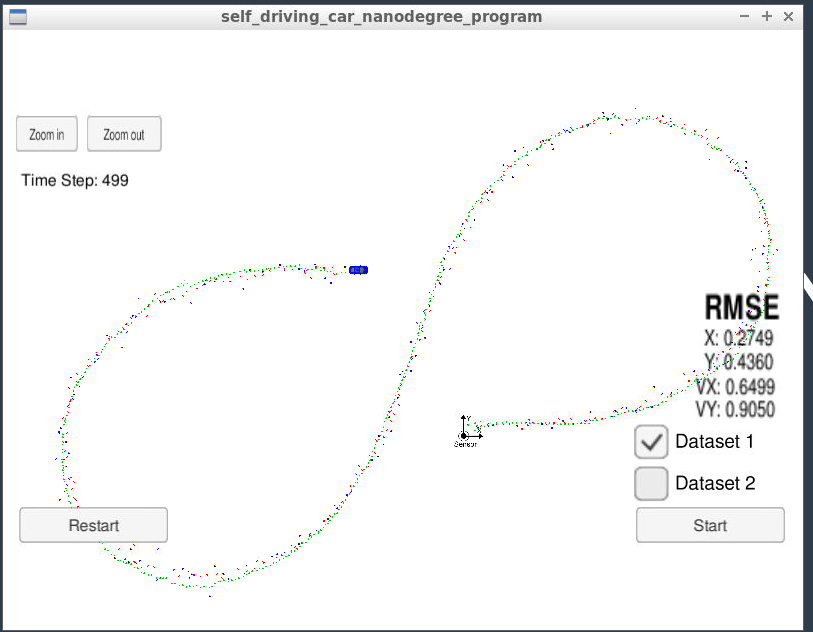 self_driving_car_nanodegree_program
Zoom in
Zoom out
Time Step: 499
RMSE
X: 0.2749
Y: 0.4360
VX: 0.6499
VY: 0.9050
Y
X
Sensor
Dataset 1
Dataset 2
Restart
Start